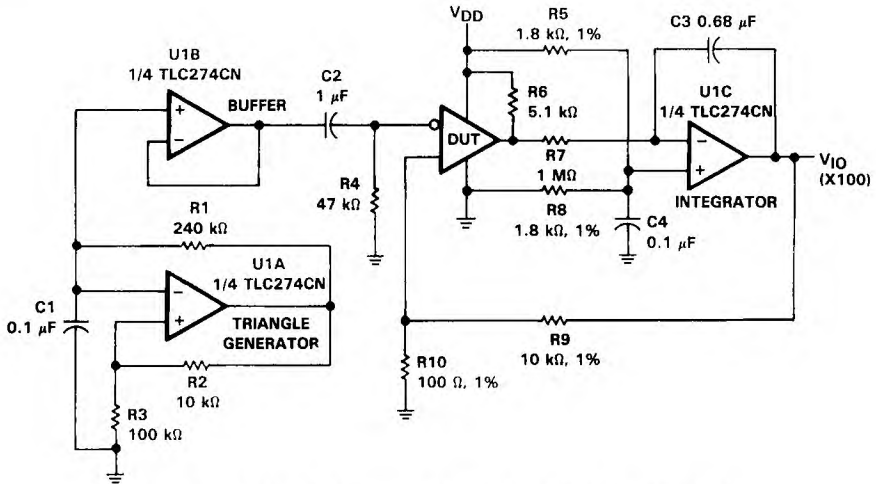 U1B
1/4 TLC274CN
BUFFER
C2
1 μF
R4
47 kΩ
R1
240 kΩ
U1A
1/4 TLC274CN
TRIANGLE
GENERATOR
C1
0.1 μF
R2
10 kΩ
R3
100 kΩ
VDD
R5
1.8 kΩ, 1%
R6
5.1 kΩ
DUT
R7
1 MΩ
R8
1.8 kΩ, 1%
C3 0.68 μF
U1C
1/4 TLC274CN
INTEGRATOR
C4
0.1 μF
VIO
(X100)
R9
10 kΩ, 1%
R10
100 Ω, 1%